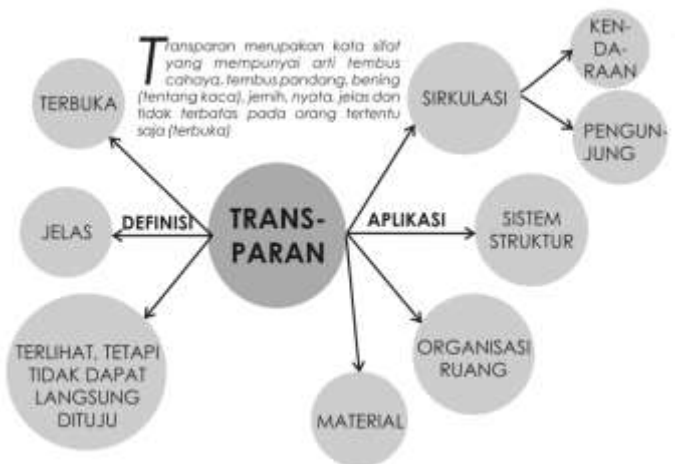 Transparan merupakan kata sifat
yang mempunyai arti tembus
cahaya, tembus pandang, bening
(tentang kaca), jernih, nyata, jelas dan
tidak terbatas pada orang tertentu
saja (terbuka)
TERBUKA
JELAS
TERLIHAT, TETAPI
TIDAK DAPAT
LANGSUNG
DITUJU
DEFINISI
TRANS-
PARAN
APLIKASI
SIRKULASI
KEN-
DA-
RAAN
PENGUN-
JUNG
SISTEM
STRUKTUR
ORGANISASI
RUANG
MATERIAL